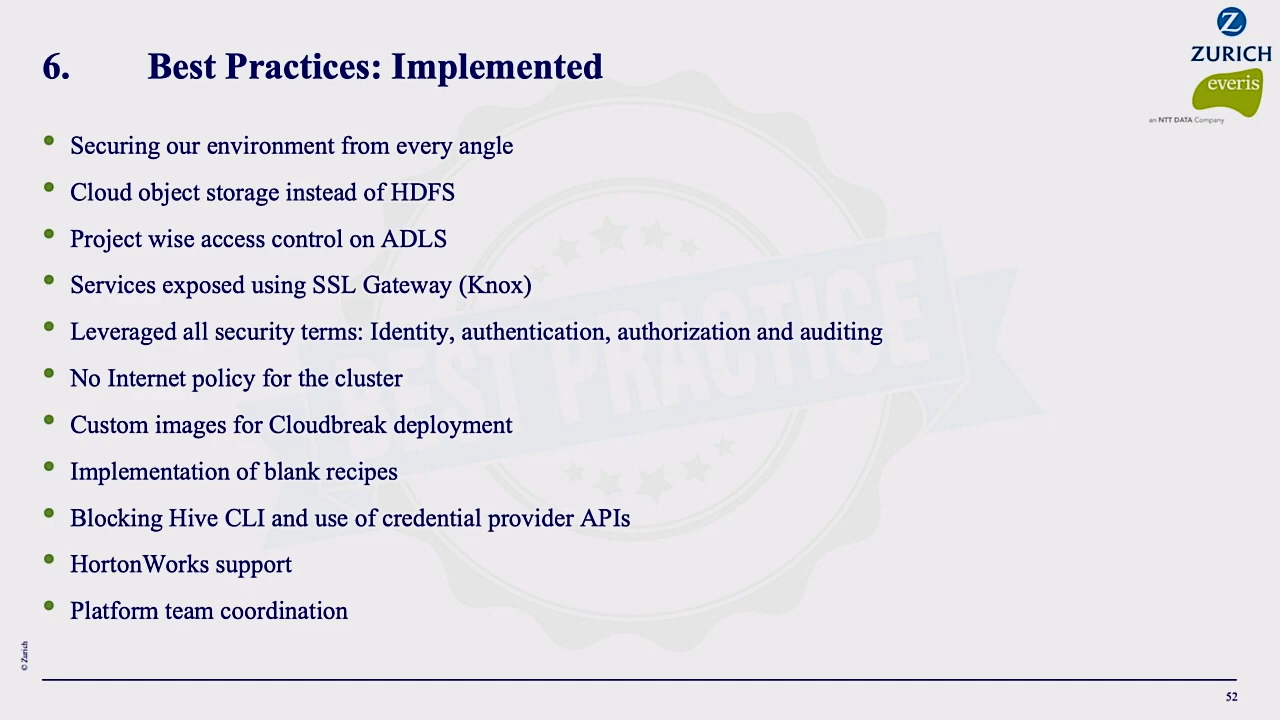 6. Best Practices: Implemented
ZURICH
everis
an NTT DATA Company
Securing our environment from every angle
Cloud object storage instead of HDFS
Project wise access control on ADLS
Services exposed using SSL Gateway (Knox)
Leveraged all security terms: Identity, authentication, authorization and auditing
No Internet policy for the cluster
Custom images for Cloudbreak deployment
Implementation of blank recipes
Blocking Hive CLI and use of credential provider APIs
HortonWorks support
Platform team coordination
BEST PRACTICE
© Zurich
52